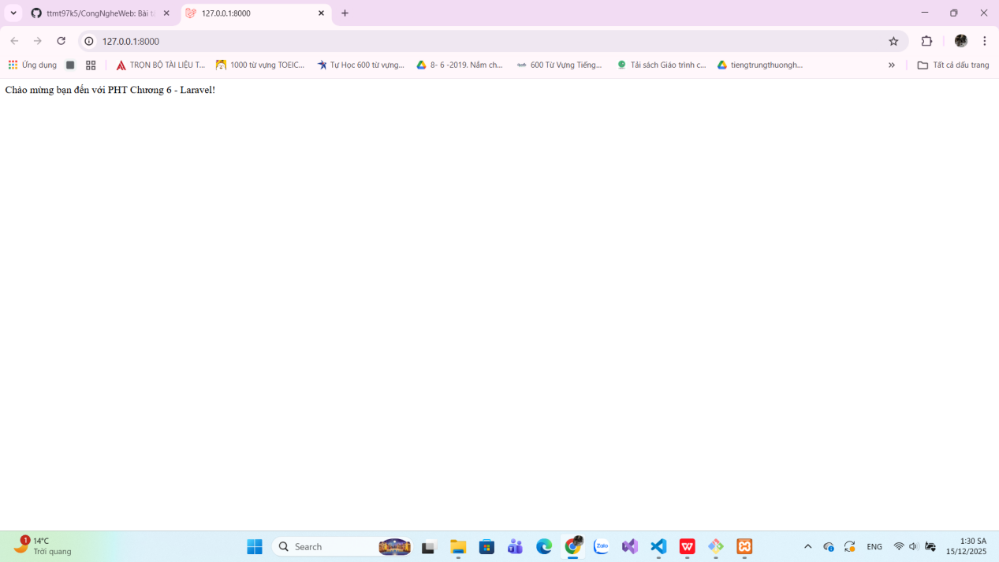 ttmt97k5/CongNgheWeb: Bài t
127.0.0.1:8000
127.0.0.1:8000
Ứng dụng
TRỌN BỘ TÀI LIỆU T...
1000 từ vựng TOEIC...
Tự Học 600 từ vựng...
8- 6 -2019. Nắm ch...
600 Từ Vựng Tiếng...
Tải sách Giáo trình c...
tiengtrungthuongh...
Tất cả dấu trang
Chào mừng bạn đến với PHT Chương 6 - Laravel!
1
14°C
Trời quang
Search
Zalo
ENG
1:30 SA
15/12/2025